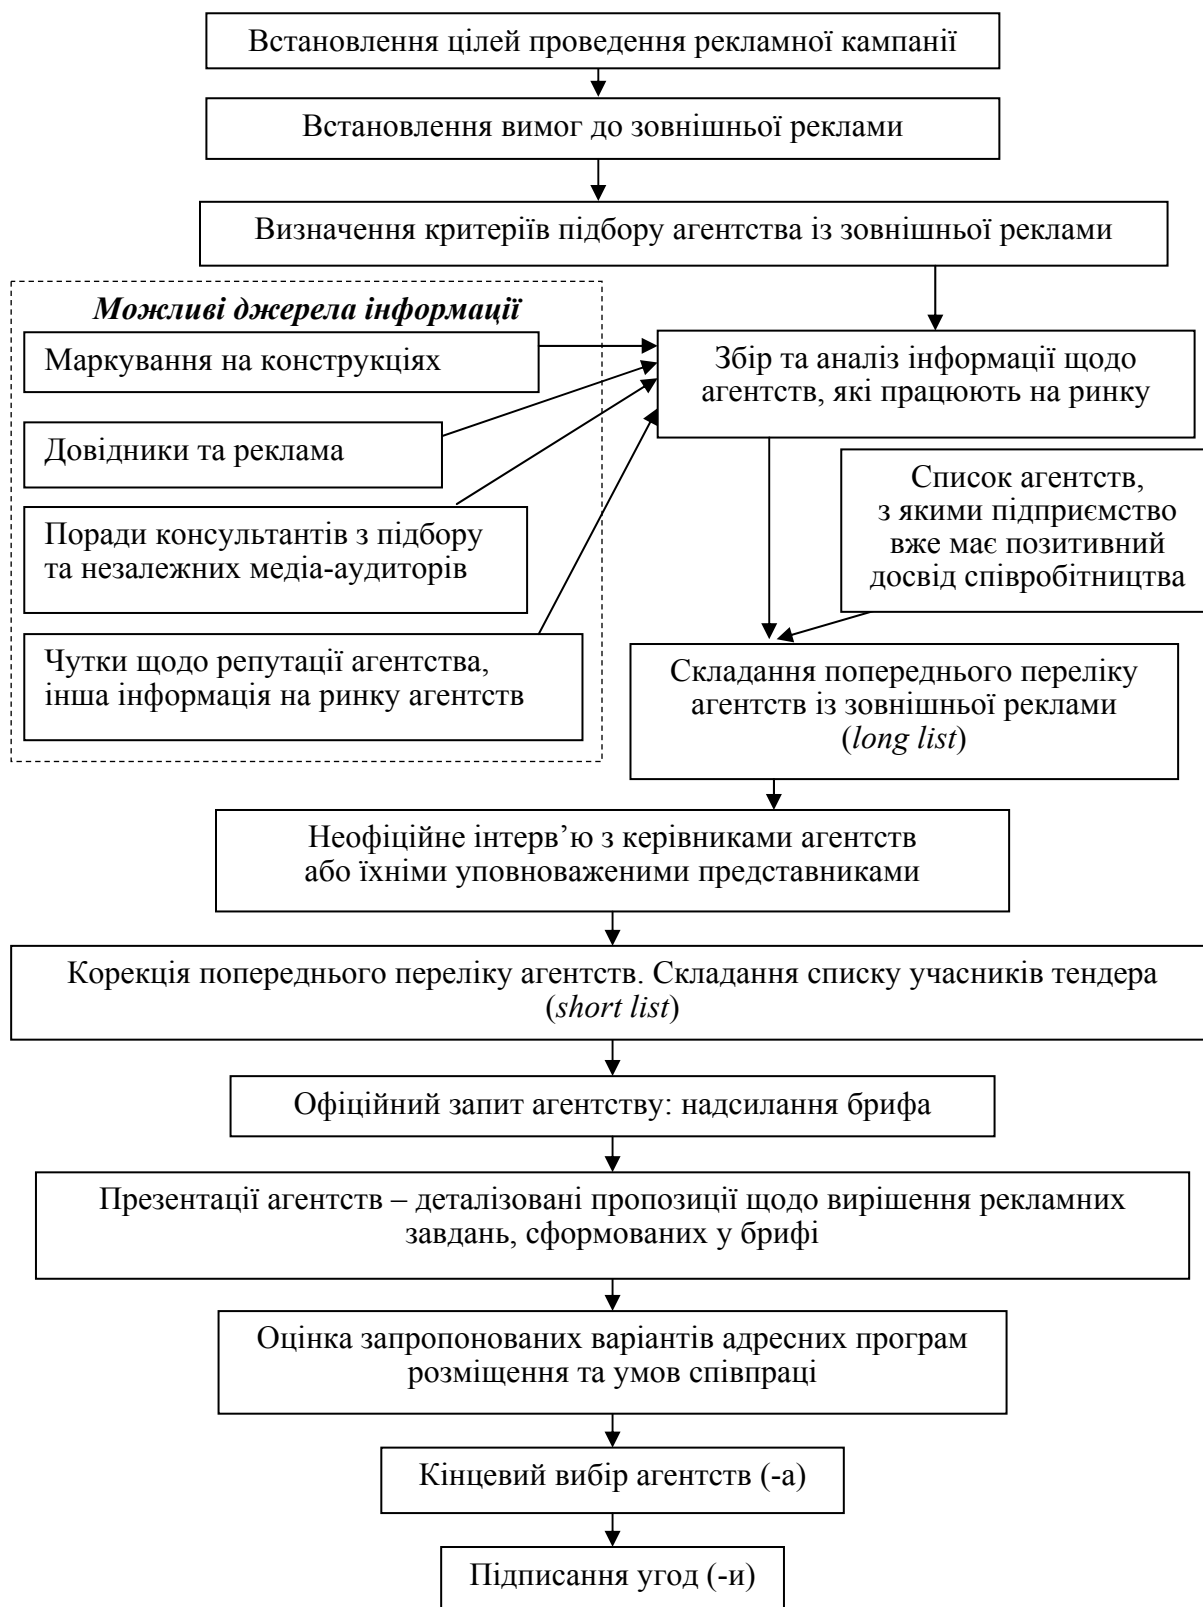 Встановлення цілей проведення рекламної кампанії
Встановлення вимог до зовнішньої реклами
Визначення критеріїв підбору агентства із зовнішньої реклами
Можливі джерела інформації
Маркування на конструкціях
Довідники та реклама
Поради консультантів з підбору
та незалежних медіа-аудиторів
Чутки щодо репутації агентства,
інша інформація на ринку агентств
Збір та аналіз інформації щодо
агентств, які працюють на ринку
Список агентств,
з якими підприємство
вже має позитивний
досвід співробітництва
Складання попереднього переліку
агентств із зовнішньої реклами
(long list)
Неофіційне інтерв’ю з керівниками агентств
або їхніми уповноваженими представниками
Корекція попереднього переліку агентств. Складання списку учасників тендера
(short list)
Офіційний запит агентству: надсилання брифа
Презентації агентств – деталізовані пропозиції щодо вирішення рекламних
завдань, сформованих у брифі
Оцінка запропонованих варіантів адресних програм
розміщення та умов співпраці
Кінцевий вибір агентств (-а)
Підписання угод (-и)